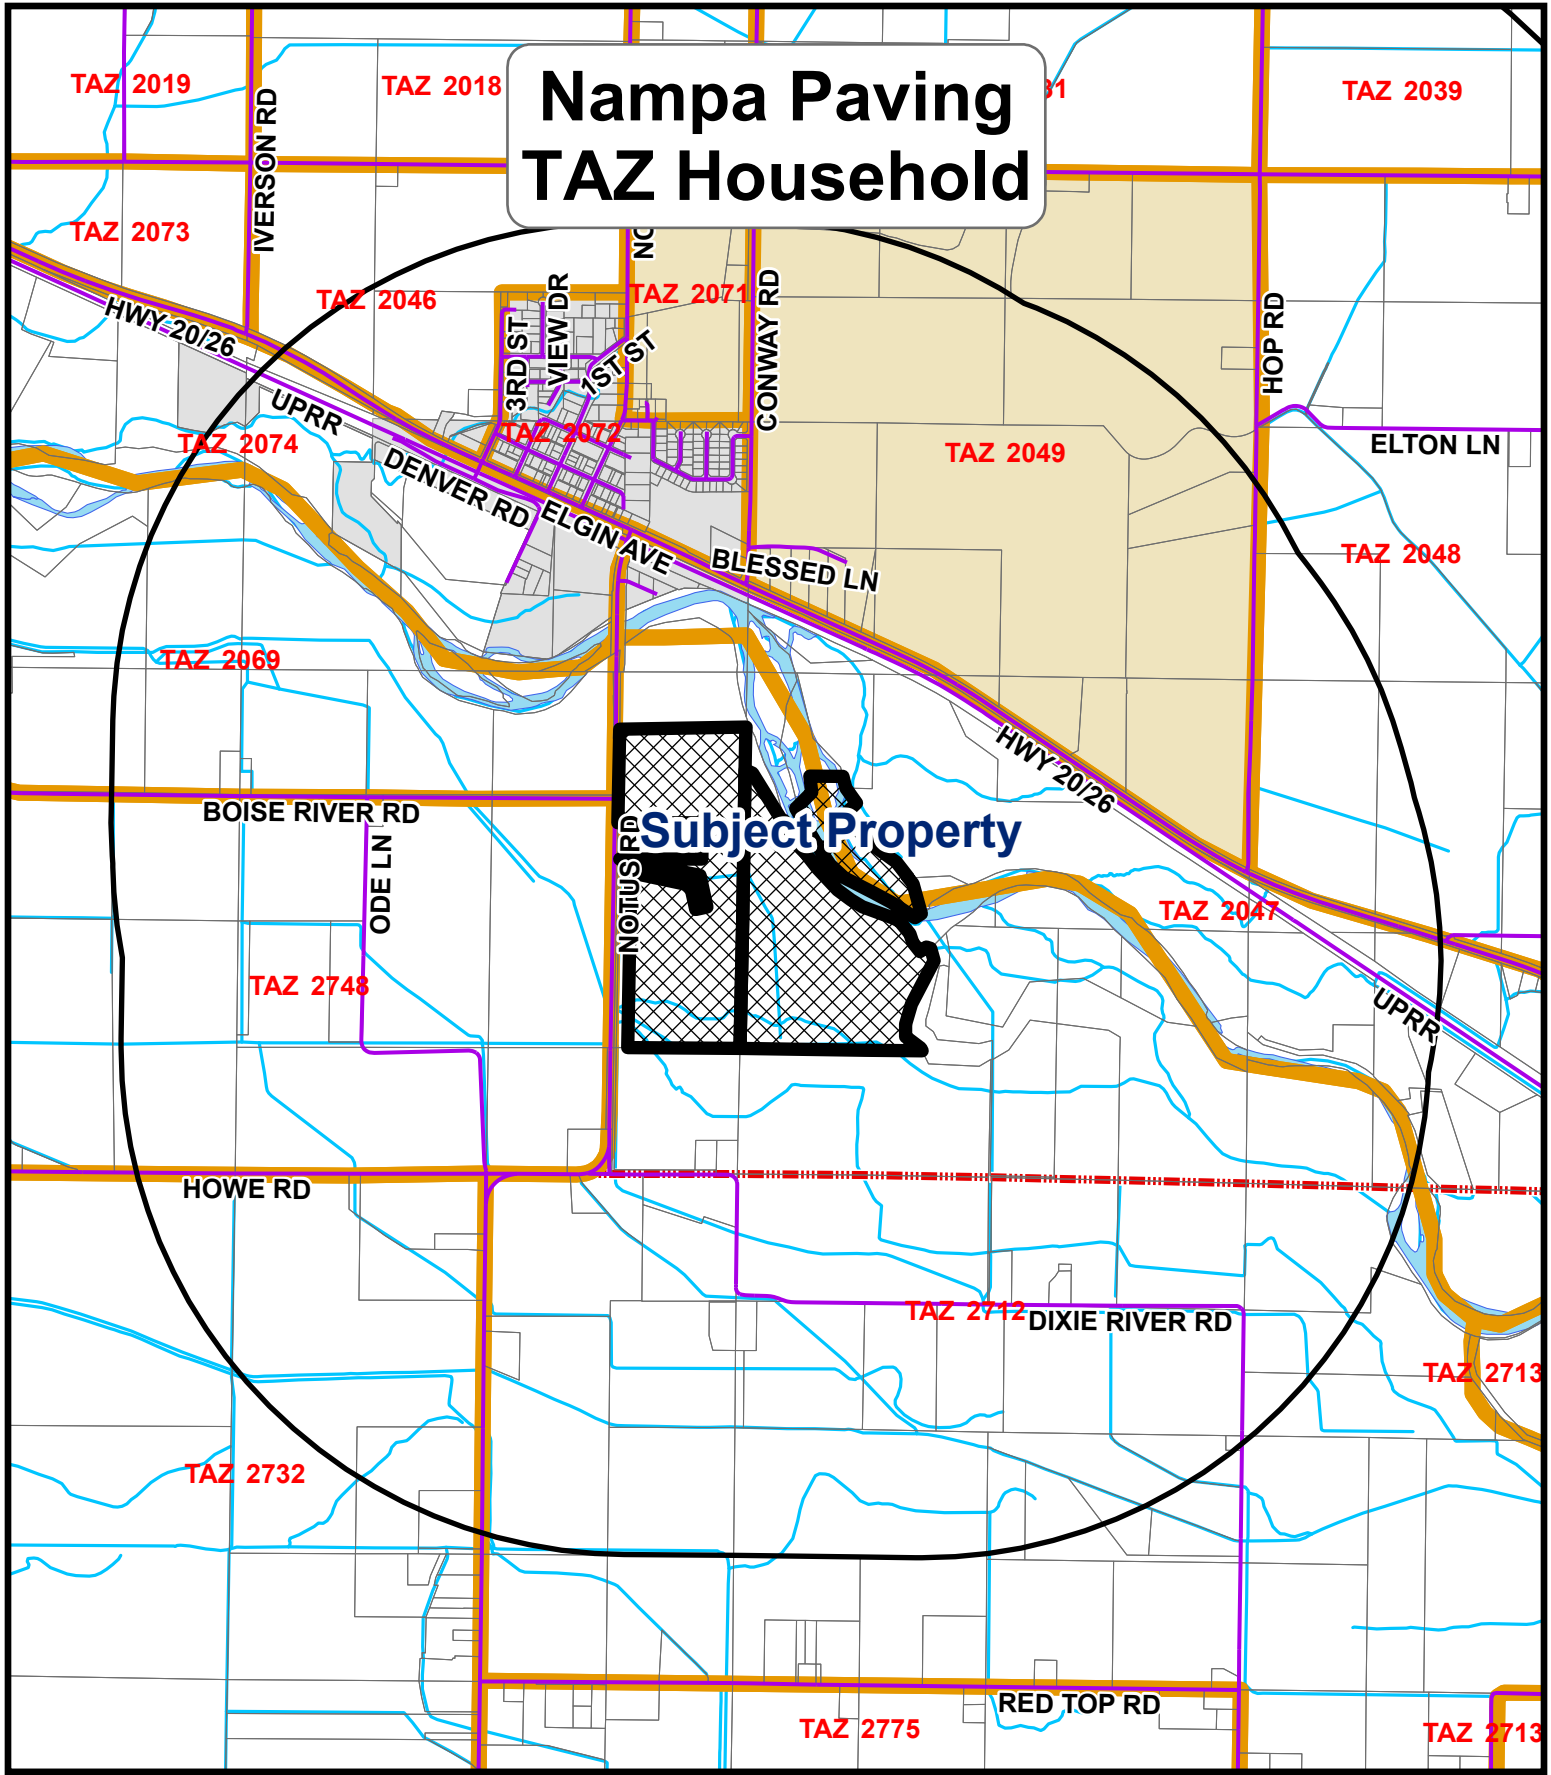 Nampa Paving
TAZ Household
TAZ 2019
TAZ 2018
31
TAZ 2039
IVERSON RD
TAZ 2073
NO
TAZ 2046
TAZ 2071
HWY 20/26
3RD ST
VIEW DR
1ST ST
CONWAY RD
HOP RD
UPRR
TAZ 2074
TAZ 2072
TAZ 2049
ELTON LN
DENVER RD
ELGIN AVE
BLESSED LN
TAZ 2048
TAZ 2069
HWY 20/26
BOISE RIVER RD
Subject Property
ODE LN
NOTUS RD
TAZ 2047
TAZ 2748
UPRR
HOWE RD
TAZ 2712
DIXIE RIVER RD
TAZ 2713
TAZ 2732
RED TOP RD
TAZ 2775
TAZ 2713